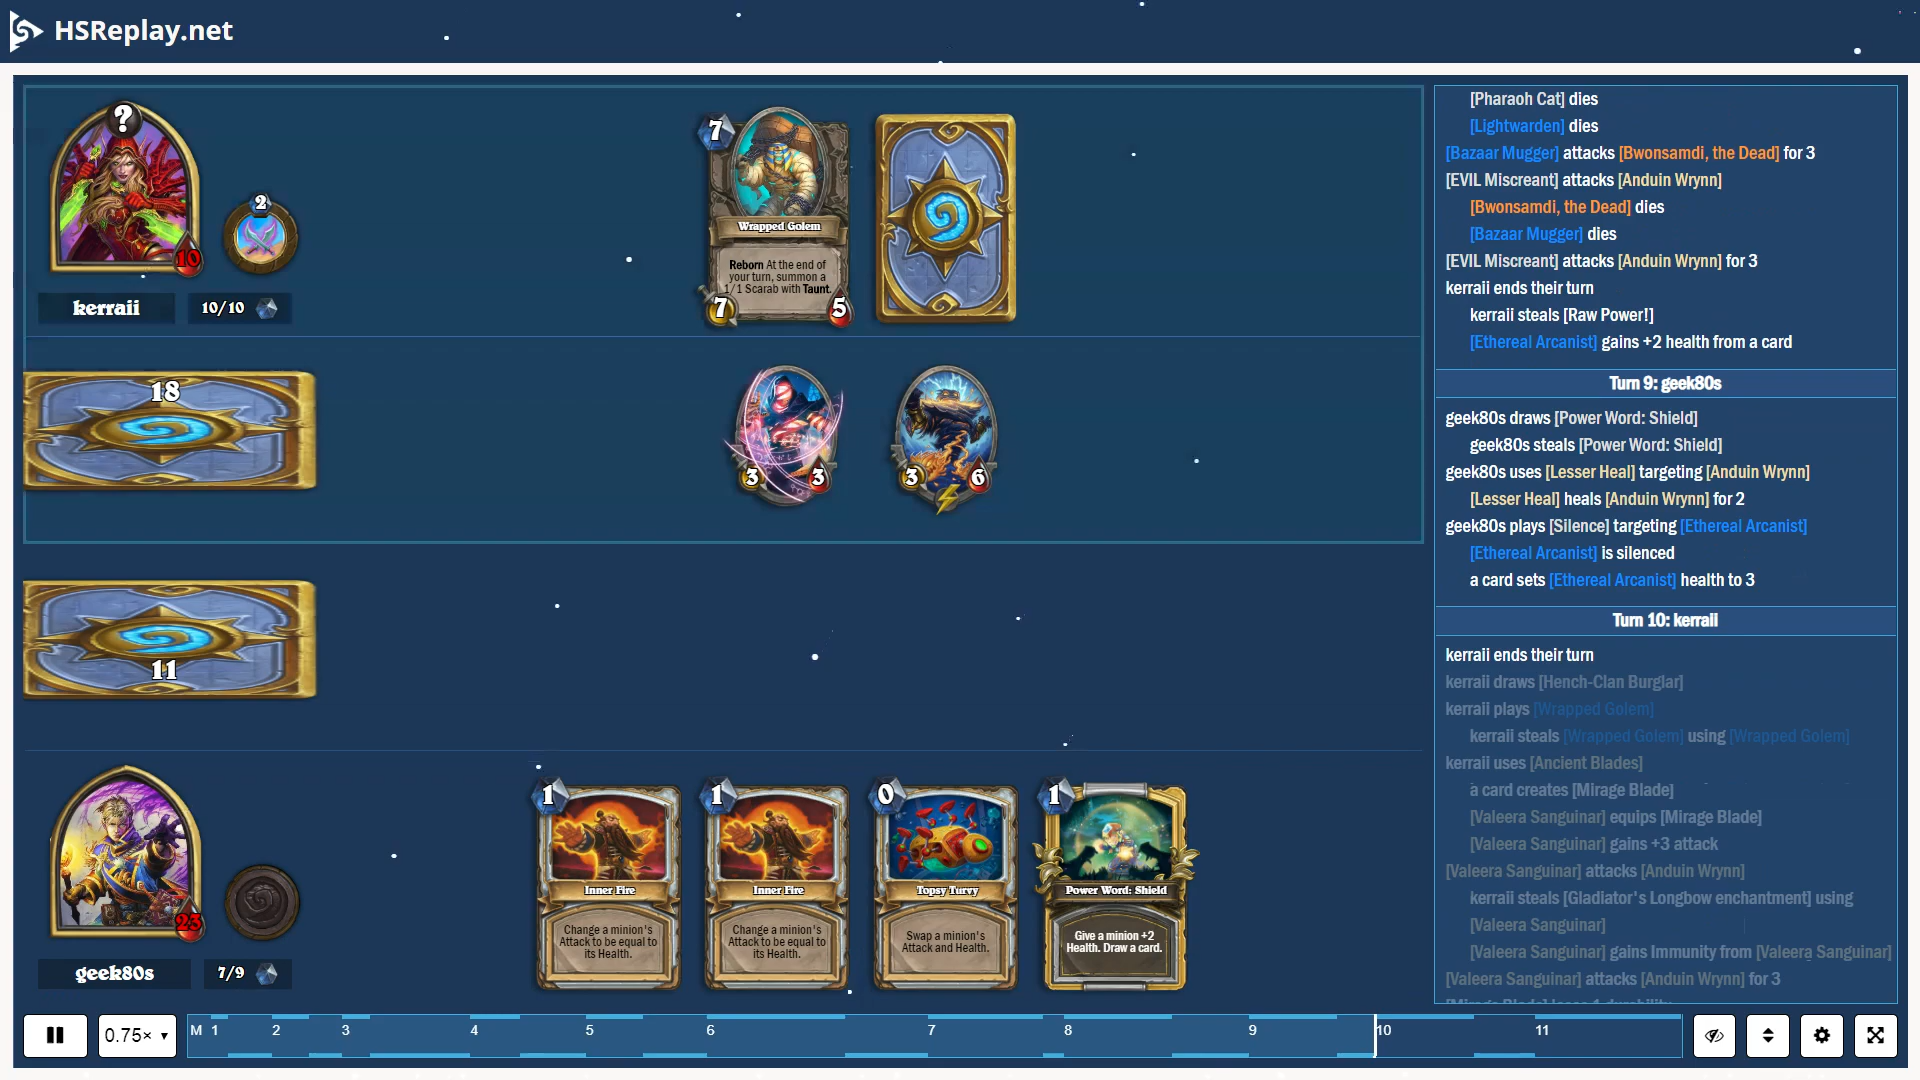 HSReplay.net
?
10
2
kerraii
10/10
7
Wrapped Golem
Reborn At the end of
your turn, summon a
1/1 Scarab with Taunt.
7
5
18
3
3
3
6
11
23
geek80s
7/9
1
Inner Fire
Change a minion's
Attack to be equal to
its Health.
1
Inner Fire
Change a minion's
Attack to be equal to
its Health.
0
Topsy Turvy
Swap a minion's
Attack and Health.
1
Power Word: Shield
Give a minion +2
Health. Draw a card.
[Pharaoh Cat] dies
[Lightwarden] dies
[Bazaar Mugger] attacks [Bwonsamdi, the Dead] for 3
[EVIL Miscreant] attacks [Anduin Wrynn]
[Bwonsamdi, the Dead] dies
[Bazaar Mugger] dies
[EVIL Miscreant] attacks [Anduin Wrynn] for 3
kerraii ends their turn
kerraii steals [Raw Power!]
[Ethereal Arcanist] gains +2 health from a card
Turn 9: geek80s
geek80s draws [Power Word: Shield]
geek80s steals [Power Word: Shield]
geek80s uses [Lesser Heal] targeting [Anduin Wrynn]
[Lesser Heal] heals [Anduin Wrynn] for 2
geek80s plays [Silence] targeting [Ethereal Arcanist]
[Ethereal Arcanist] is silenced
a card sets [Ethereal Arcanist] health to 3
Turn 10: kerraii
kerraii ends their turn
kerraii draws [Hench-Clan Burglar]
kerraii plays [Wrapped Golem]
kerraii steals [Wrapped Golem] using [Wrapped Golem]
kerraii uses [Ancient Blades]
a card creates [Mirage Blade]
[Valeera Sanguinar] equips [Mirage Blade]
[Valeera Sanguinar] gains +3 attack
[Valeera Sanguinar] attacks [Anduin Wrynn]
kerraii steals [Gladiator's Longbow enchantment] using
[Valeera Sanguinar]
[Valeera Sanguinar] gains Immunity from [Valeera Sanguinar]
[Valeera Sanguinar] attacks [Anduin Wrynn] for 3
[Mirage Blade] loses 1 durability
0.75×
M 1 2 3 4 5 6 7 8 9 10 11